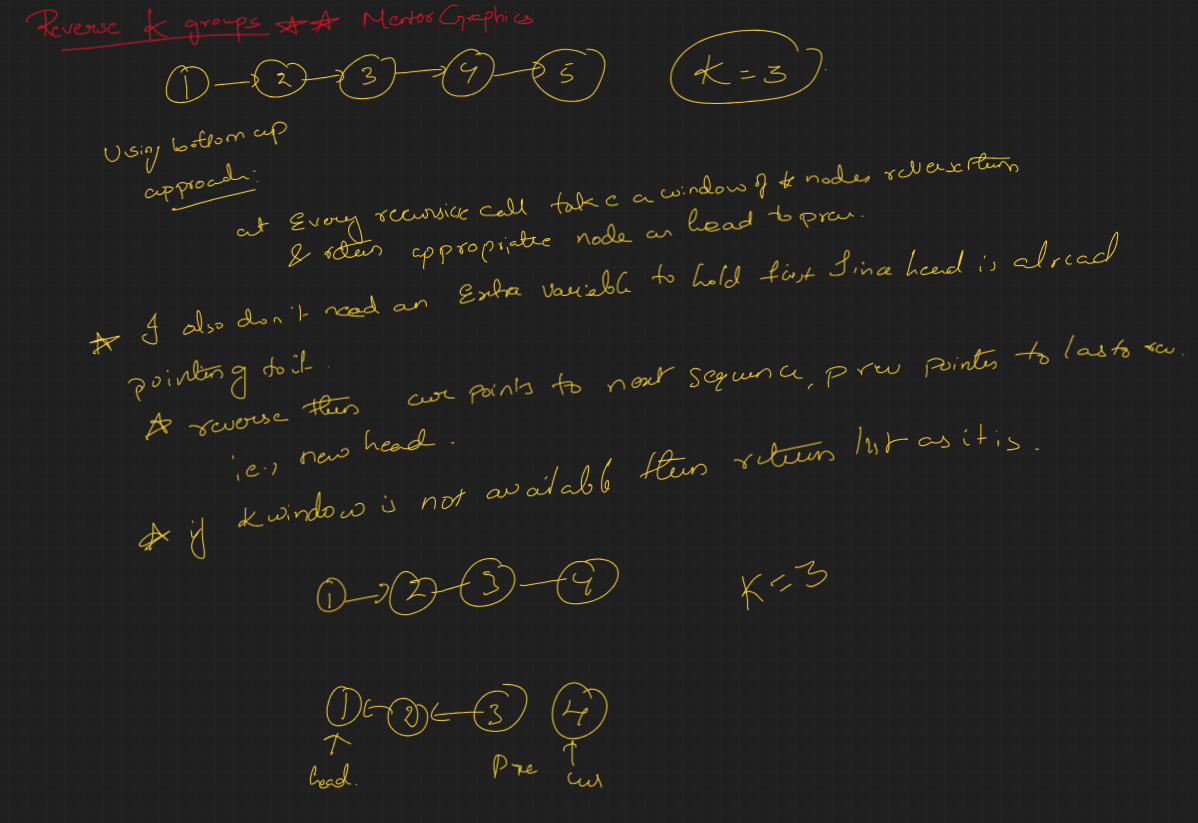 Reverse K groups ☆☆ Mentor Graphics
1 → 2 → 3 → 4 → 5 K = 3
Using bottom up
approach:
at Every recursive call take a window of k nodes reverse them
& return appropriate node as head to prev.
☆ I also don't need an Extra variable to hold first Since head is alread
pointing to it.
☆ reverse then cur points to next sequence, prev pointer to last rev.
i.e., new head.
☆ if K window is not available then return list as it is.
1 → 2 — 3 — 4 K = 3
1 ← 2 ← 3 4
↑ ↑
head. Pre cur